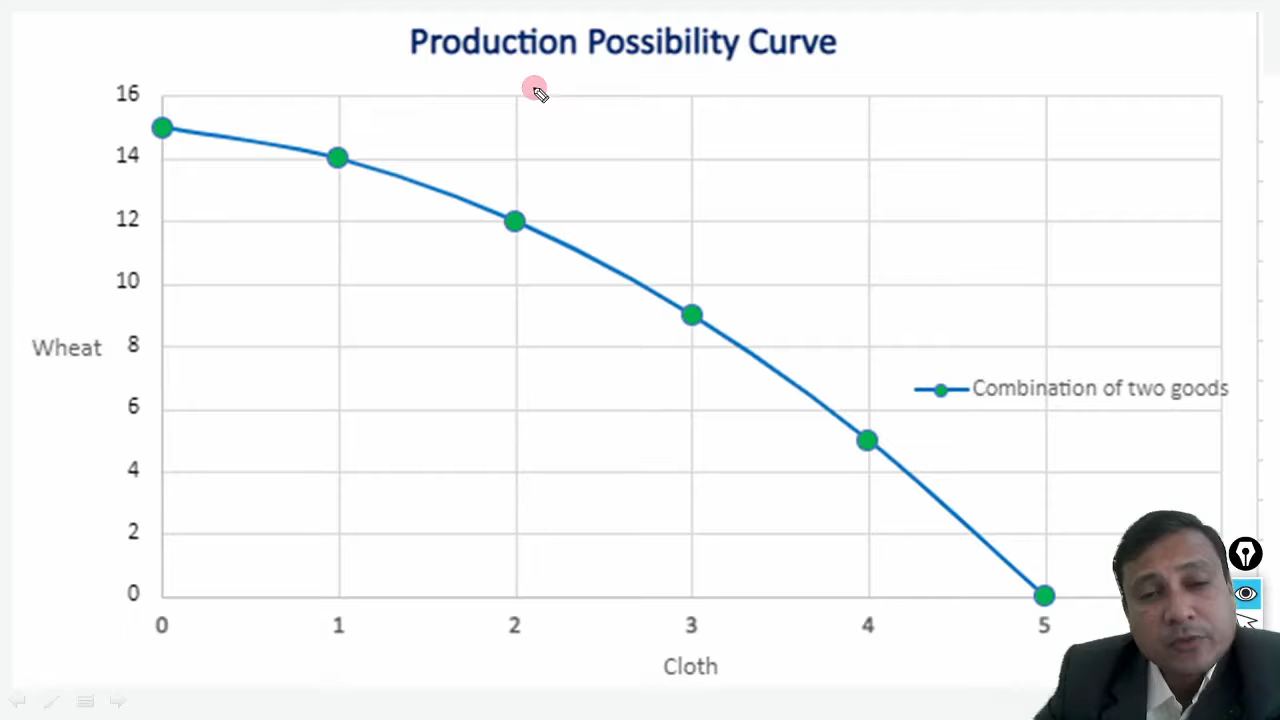 Production Possibility Curve
16
14
12
10
Wheat 8
6
4
2
0
Combination of two goods
0 1 2 3 4 5
Cloth